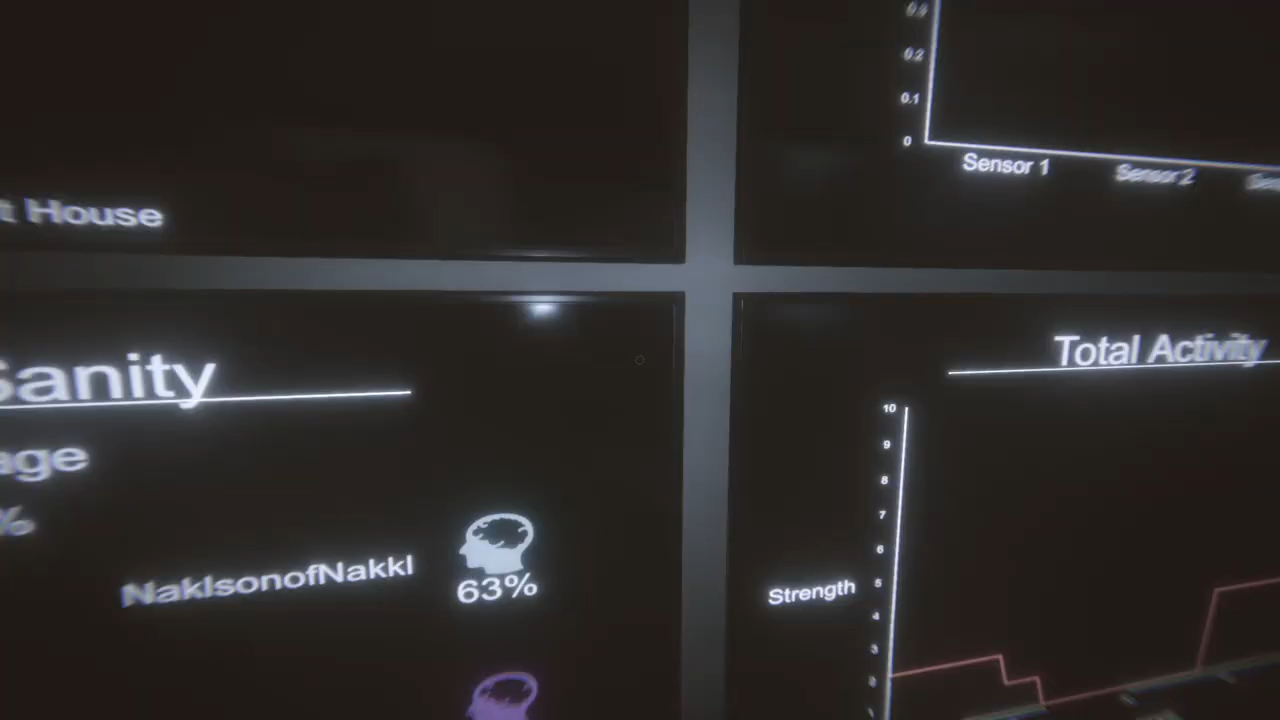 t House
Sanity
age
%
NaklsonofNakkl
63%
0.2
0.1
0
Sensor 1
Sensor 2
Total Activity
10
9
8
7
6
5
4
3
2
Strength